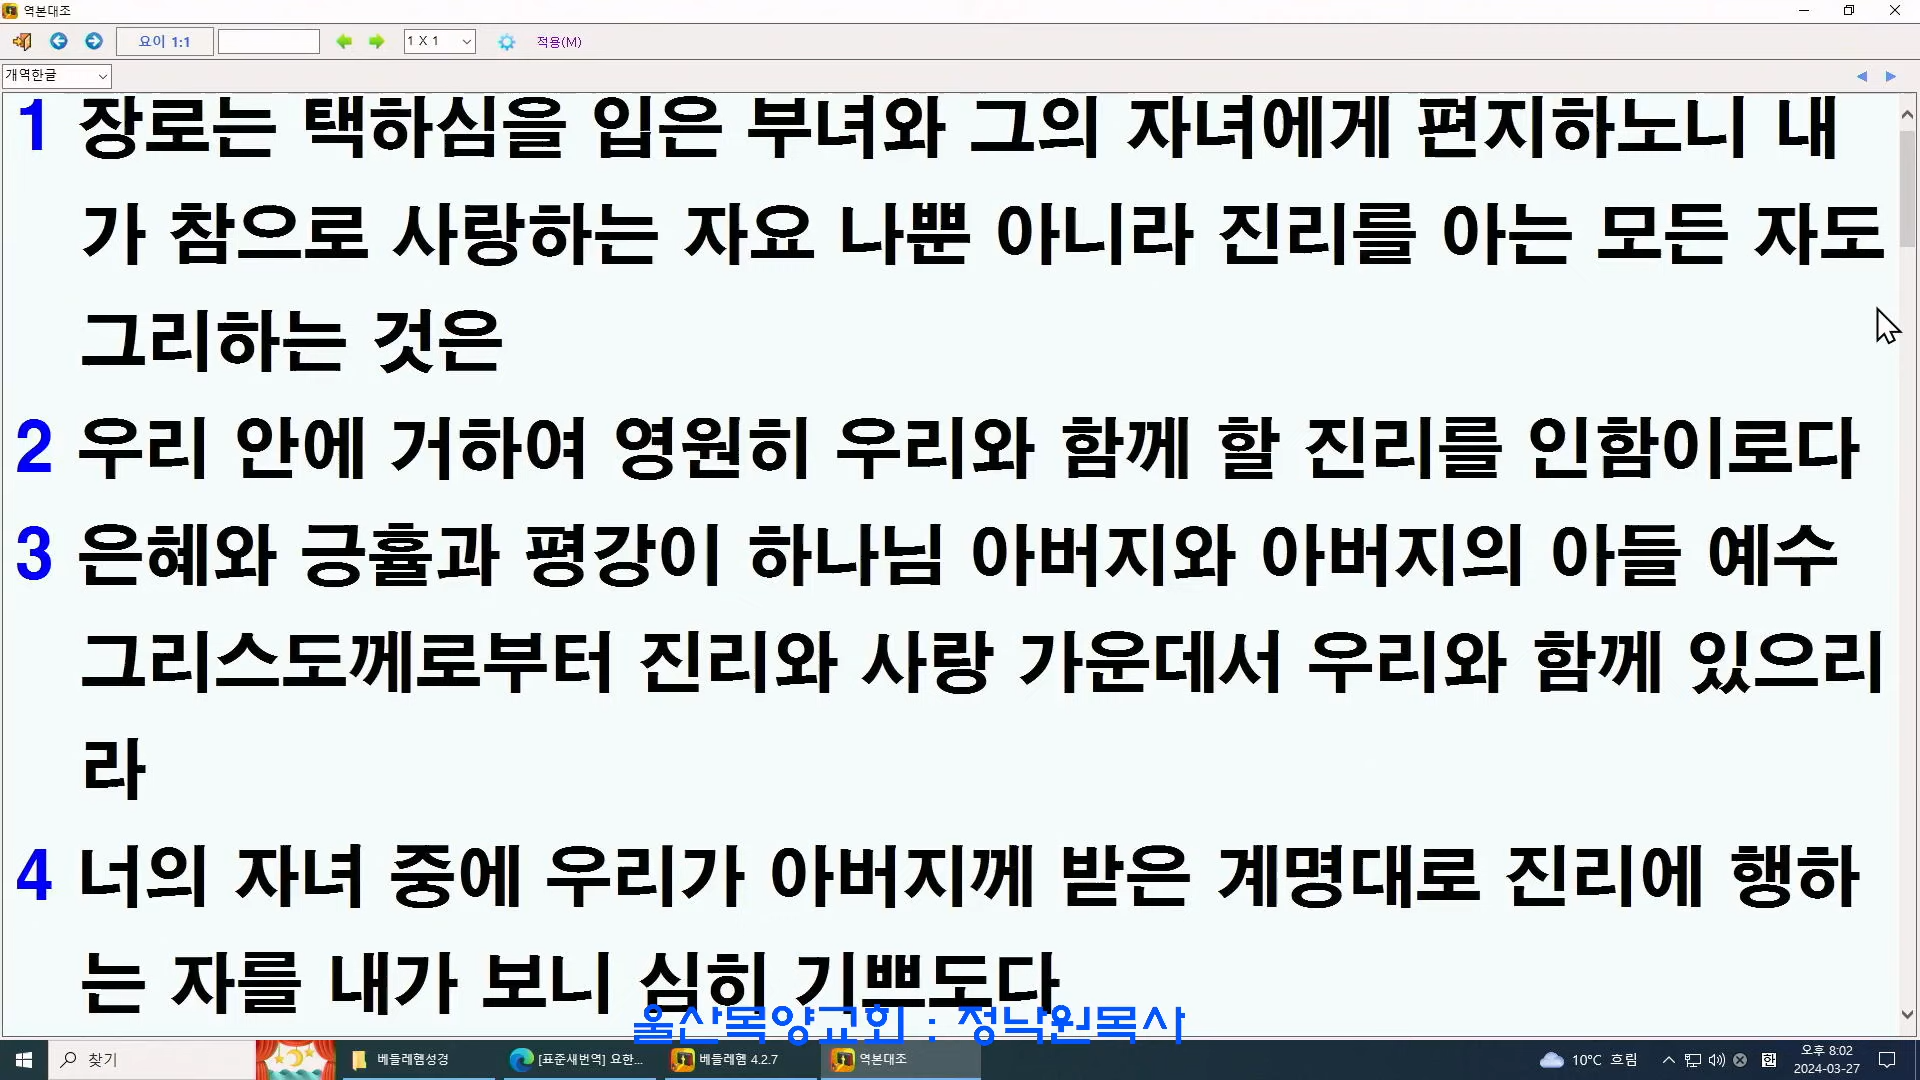 역본대조
요이 1:1
1 X 1
적용(M)
개역한글
1 장로는 택하심을 입은 부녀와 그의 자녀에게 편지하노니 내
가 참으로 사랑하는 자요 나뿐 아니라 진리를 아는 모든 자도
그리하는 것은
2 우리 안에 거하여 영원히 우리와 함께 할 진리를 인함이로다
3 은혜와 긍휼과 평강이 하나님 아버지와 아버지의 아들 예수
그리스도께로부터 진리와 사랑 가운데서 우리와 함께 있으리
라
4 너의 자녀 중에 우리가 아버지께 받은 계명대로 진리에 행하
는 자를 내가 보니 심히 기쁘도다
울산목양교회 : 정낙원목사
찾기
베들레헴성경
[표준새번역] 요한...
베들레헴 4.2.7
역본대조
10°C 흐림
한
오후 8:02
2024-03-27